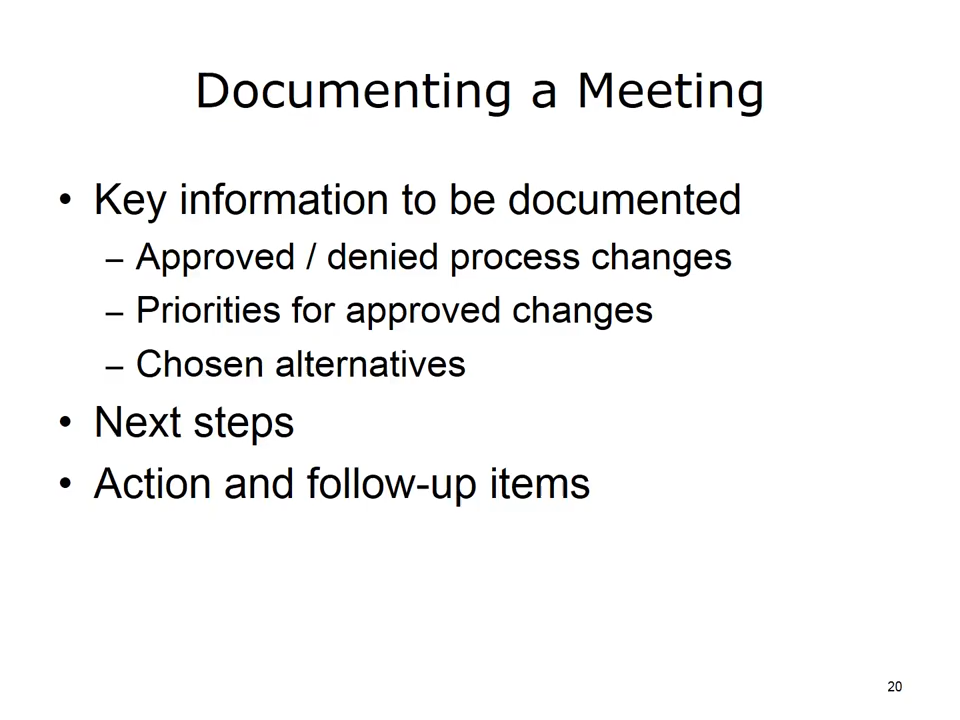 Documenting a Meeting
• Key information to be documented
– Approved / denied process changes
– Priorities for approved changes
– Chosen alternatives
• Next steps
• Action and follow-up items
20